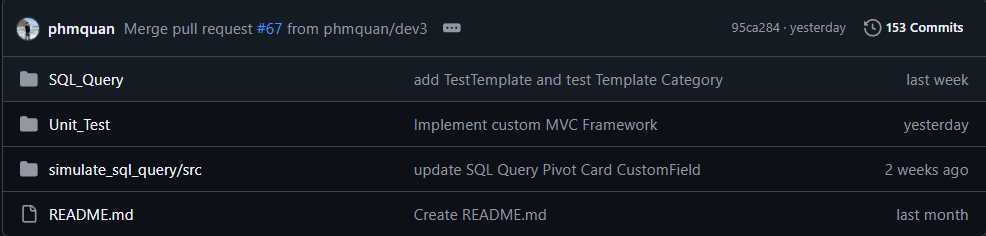 phmquan Merge pull request #67 from phmquan/dev3 95ca284 · yesterday 153 Commits
SQL_Query add TestTemplate and test Template Category last week
Unit_Test Implement custom MVC Framework yesterday
simulate_sql_query/src update SQL Query Pivot Card CustomField 2 weeks ago
README.md Create README.md last month